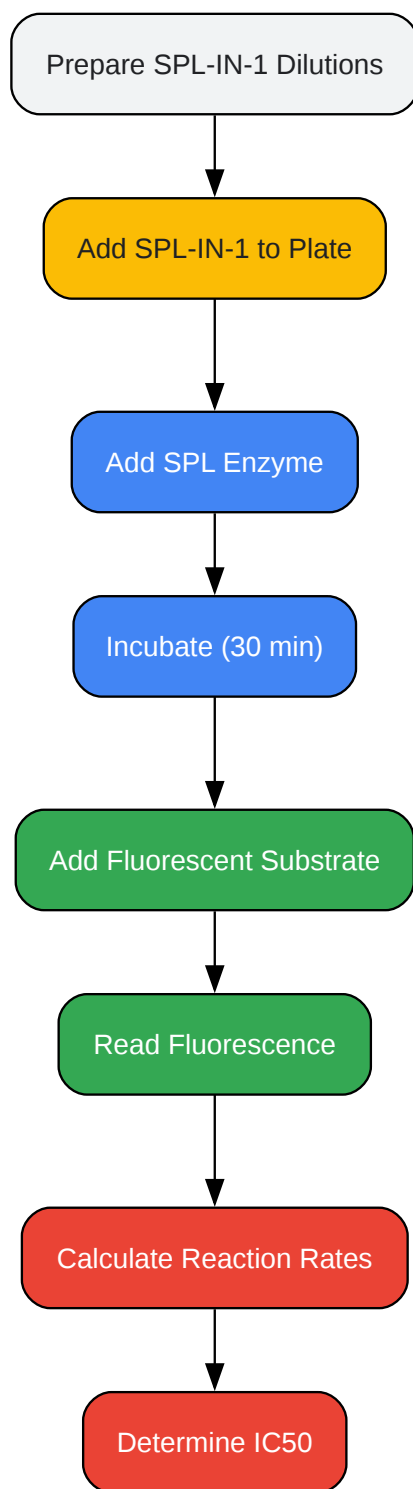 Prepare SPL-IN-1 Dilutions
Add SPL-IN-1 to Plate
Add SPL Enzyme
Incubate (30 min)
Add Fluorescent Substrate
Read Fluorescence
Calculate Reaction Rates
Determine IC50